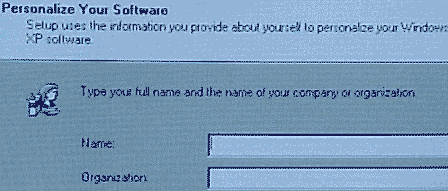 Personalize Your Software
Setup uses the information you provide about yourself to personalize your Windows
XP software.
Type your full name and the name of your company or organization.
Name:
Organization: